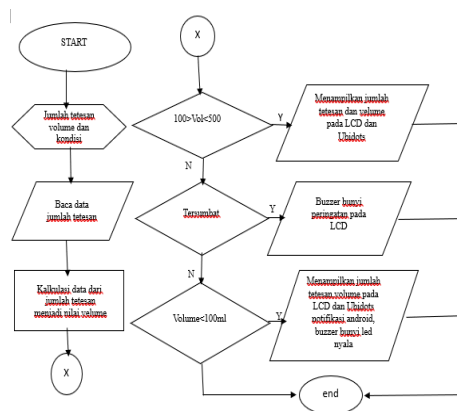 START
Jumlah tetesan
volume dan
kondisi
Baca data
jumlah tetesan
Kalkulasi data dari
jumlah tetesan
menjadi nilai volume
X
X
100>Vol<500
Y
Menampilkan jumlah
tetesan dan volume
pada LCD dan
Ubidots
N
Tersumbat
Y
Buzzer bunyi
peringatan pada
LCD
N
Volume<100ml
Y
Menampilkan jumlah
tetesan volume pada
LCD dan Ubidots
notifikasi android,
buzzer bunyi led
nyala
end